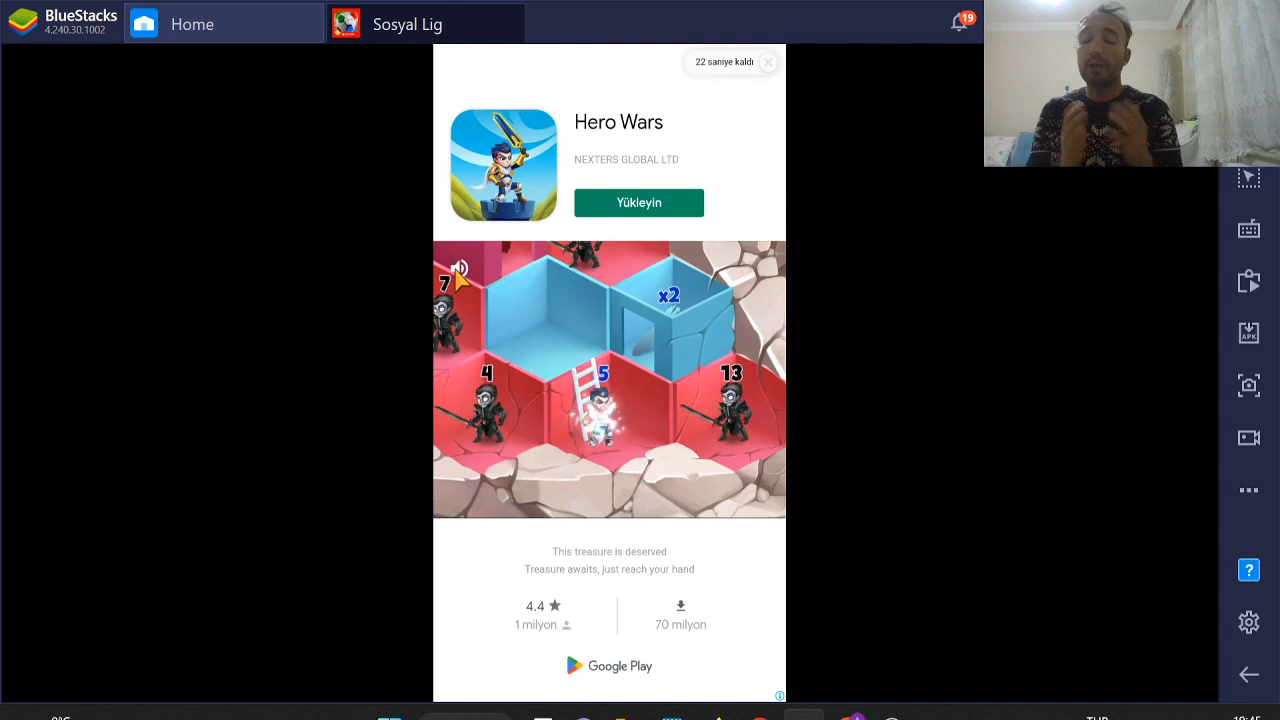 BlueStacks
4.240.30.1002
Home
Sosyal Lig
19
22 saniye kaldı
Hero Wars
NEXTERS GLOBAL LTD
Yükleyin
x2
7
4
5
13
APK
This treasure is deserved
Treasure awaits, just reach your hand
4.4 ★
1 milyon
70 milyon
Google Play
?